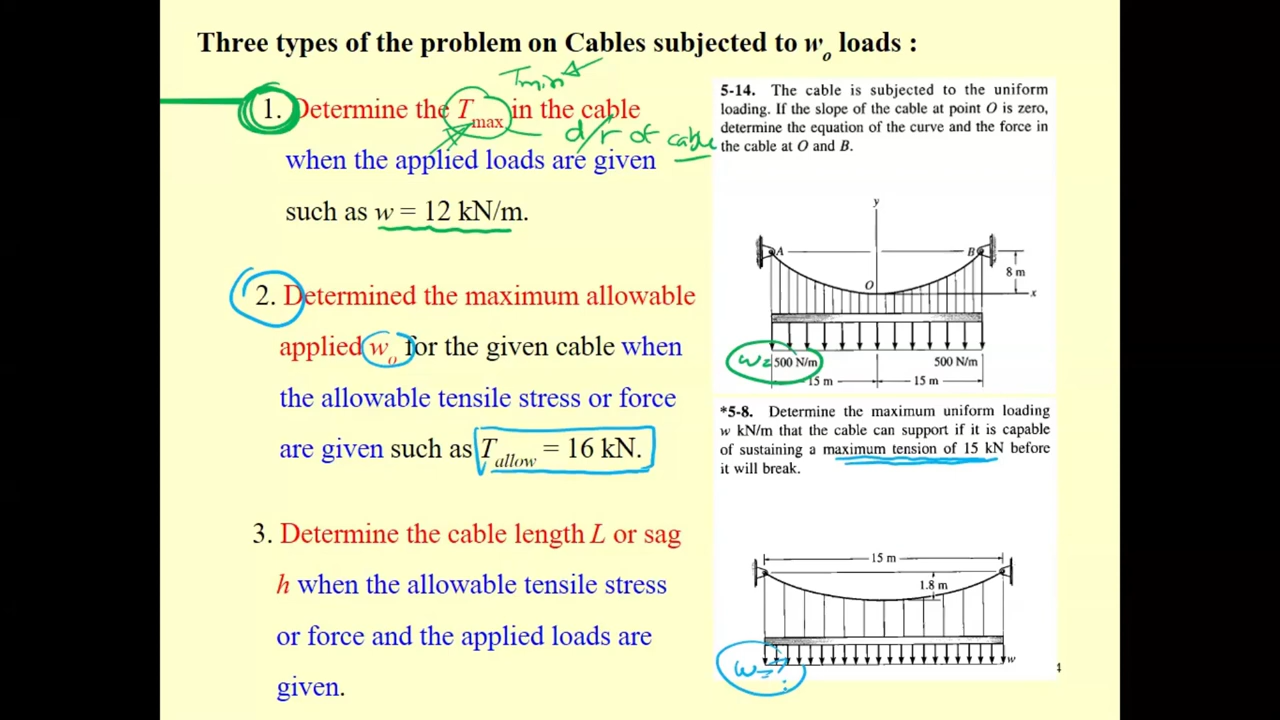 Three types of the problem on Cables subjected to wo loads :
Tmin
1. Determine the Tmax in the cable
d/r of cable
when the applied loads are given
such as w = 12 kN/m.
2. Determined the maximum allowable
applied wo for the given cable when
the allowable tensile stress or force
are given such as Tallow = 16 kN.
3. Determine the cable length L or sag
h when the allowable tensile stress
or force and the applied loads are
given.
5-14. The cable is subjected to the uniform
loading. If the slope of the cable at point O is zero,
determine the equation of the curve and the force in
the cable at O and B.
y
A
B
8 m
O
x
w= 500 N/m
500 N/m
15 m
15 m
*5-8. Determine the maximum uniform loading
w kN/m that the cable can support if it is capable
of sustaining a maximum tension of 15 kN before
it will break.
15 m
1.8 m
w
w=?
4